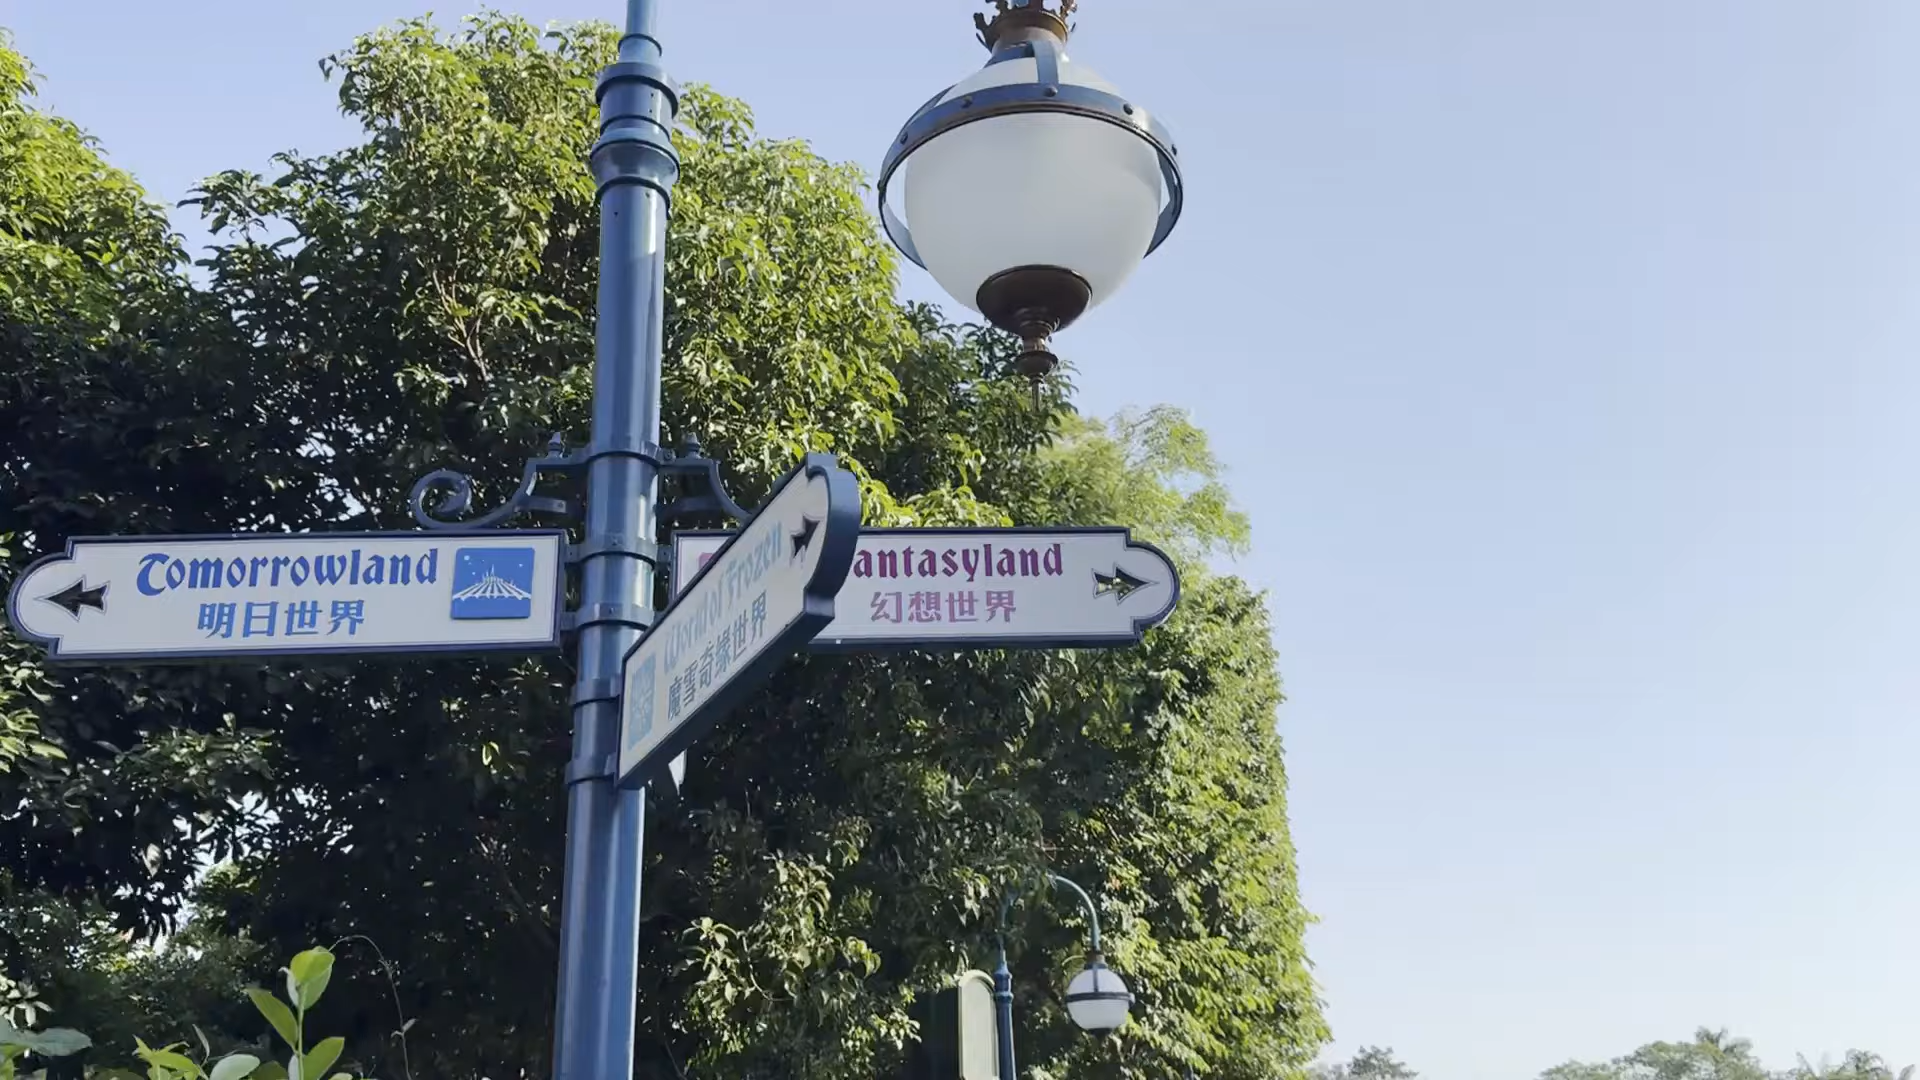 Tomorrowland
明日世界
World of Frozen
魔雪奇緣世界
antasyland
幻想世界